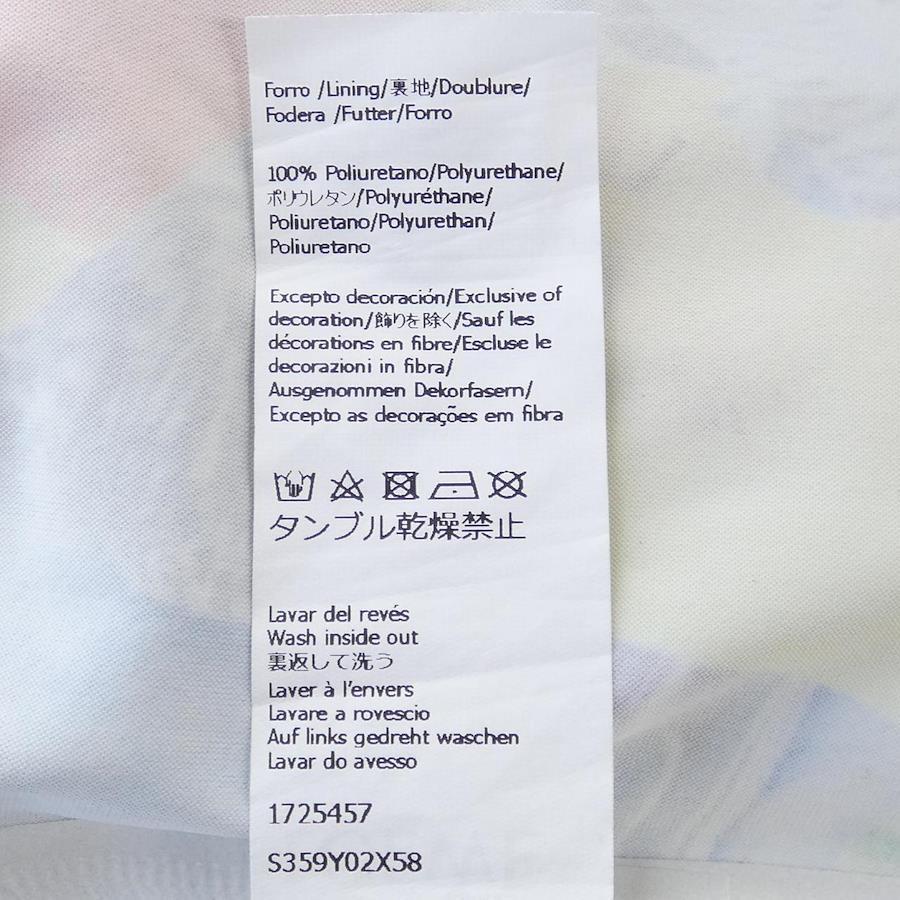 Forro /Lining/裏地/Doublure/
Fodera /Futter/Forro
100% Poliuretano/Polyurethane/
ポリウレタン/Polyuréthane/
Poliuretano/Polyurethan/
Poliuretano
Excepto decoración/Exclusive of
decoration/飾りを除く/Sauf les
décorations en fibre/Escluse le
decorazioni in fibra/
Ausgenommen Dekorfasern/
Excepto as decorações em fibra
タンブル乾燥禁止
Lavar del revés
Wash inside out
裏返して洗う
Laver à l'envers
Lavare a rovescio
Auf links gedreht waschen
Lavar do avesso
1725457
S359Y02X58